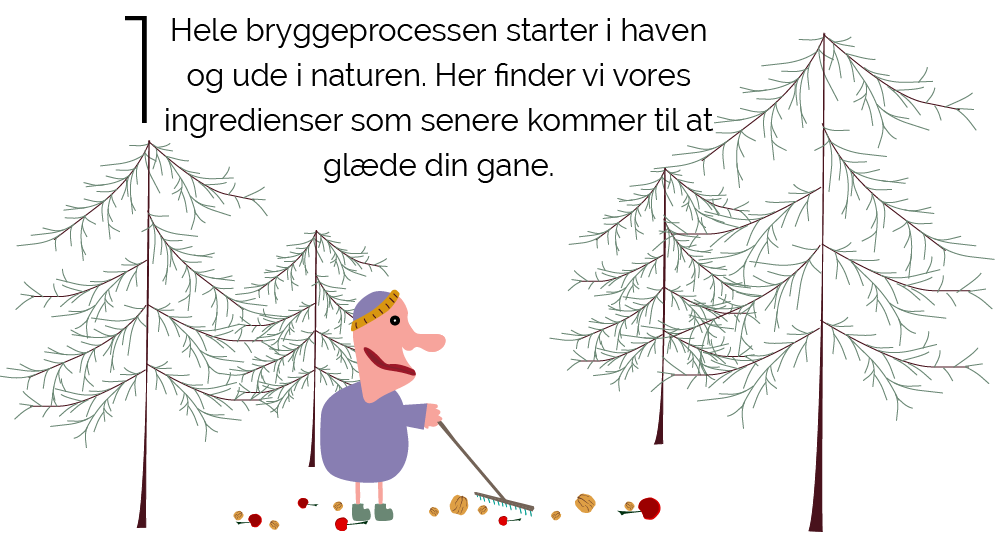 1
Hele bryggeprocessen starter i haven
og ude i naturen. Her finder vi vores
ingredienser som senere kommer til at
glæde din gane.